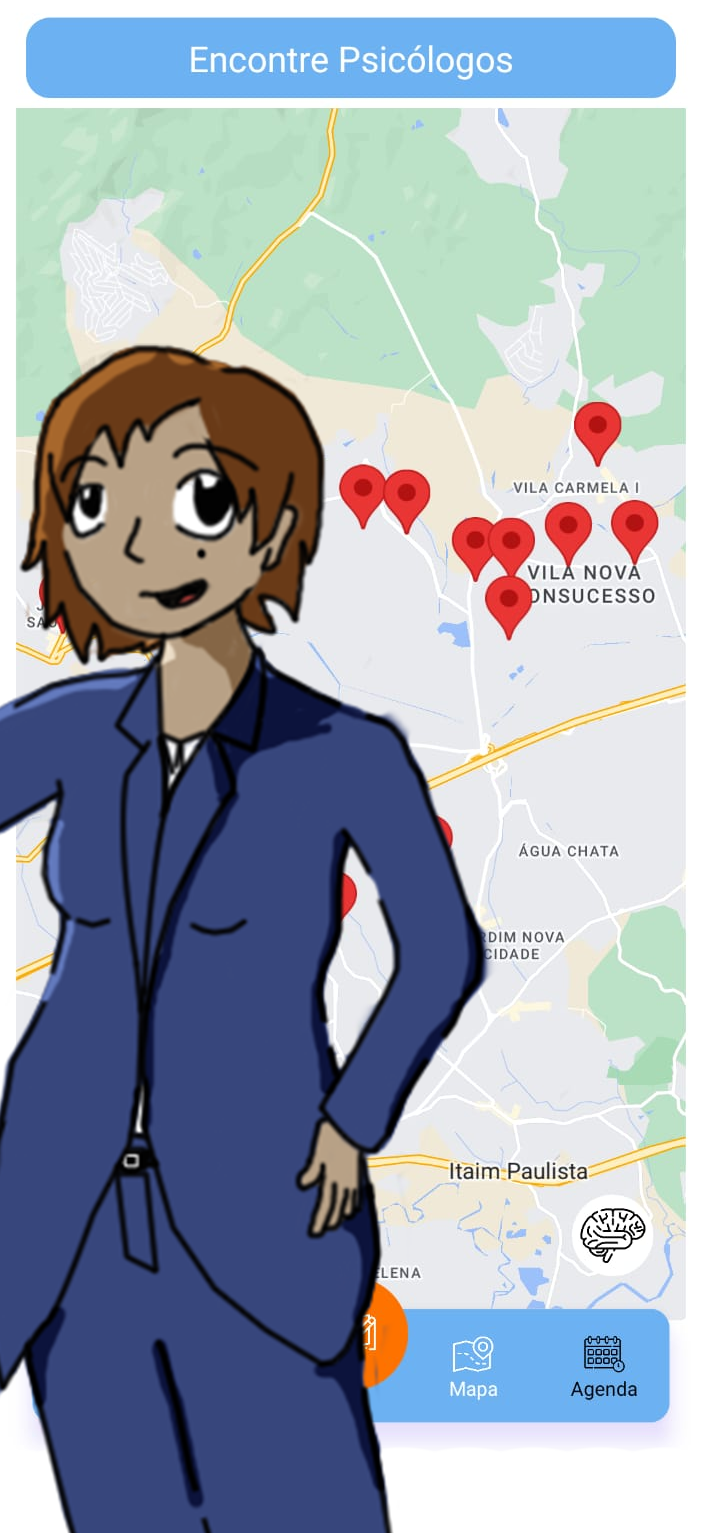 Encontre Psicólogos
VILA CARMELA I
VILA NOVA
ONSUCESSO
ÁGUA CHATA
RDIM NOVA
CIDADE
Itaim Paulista
ELENA
Mapa
Agenda